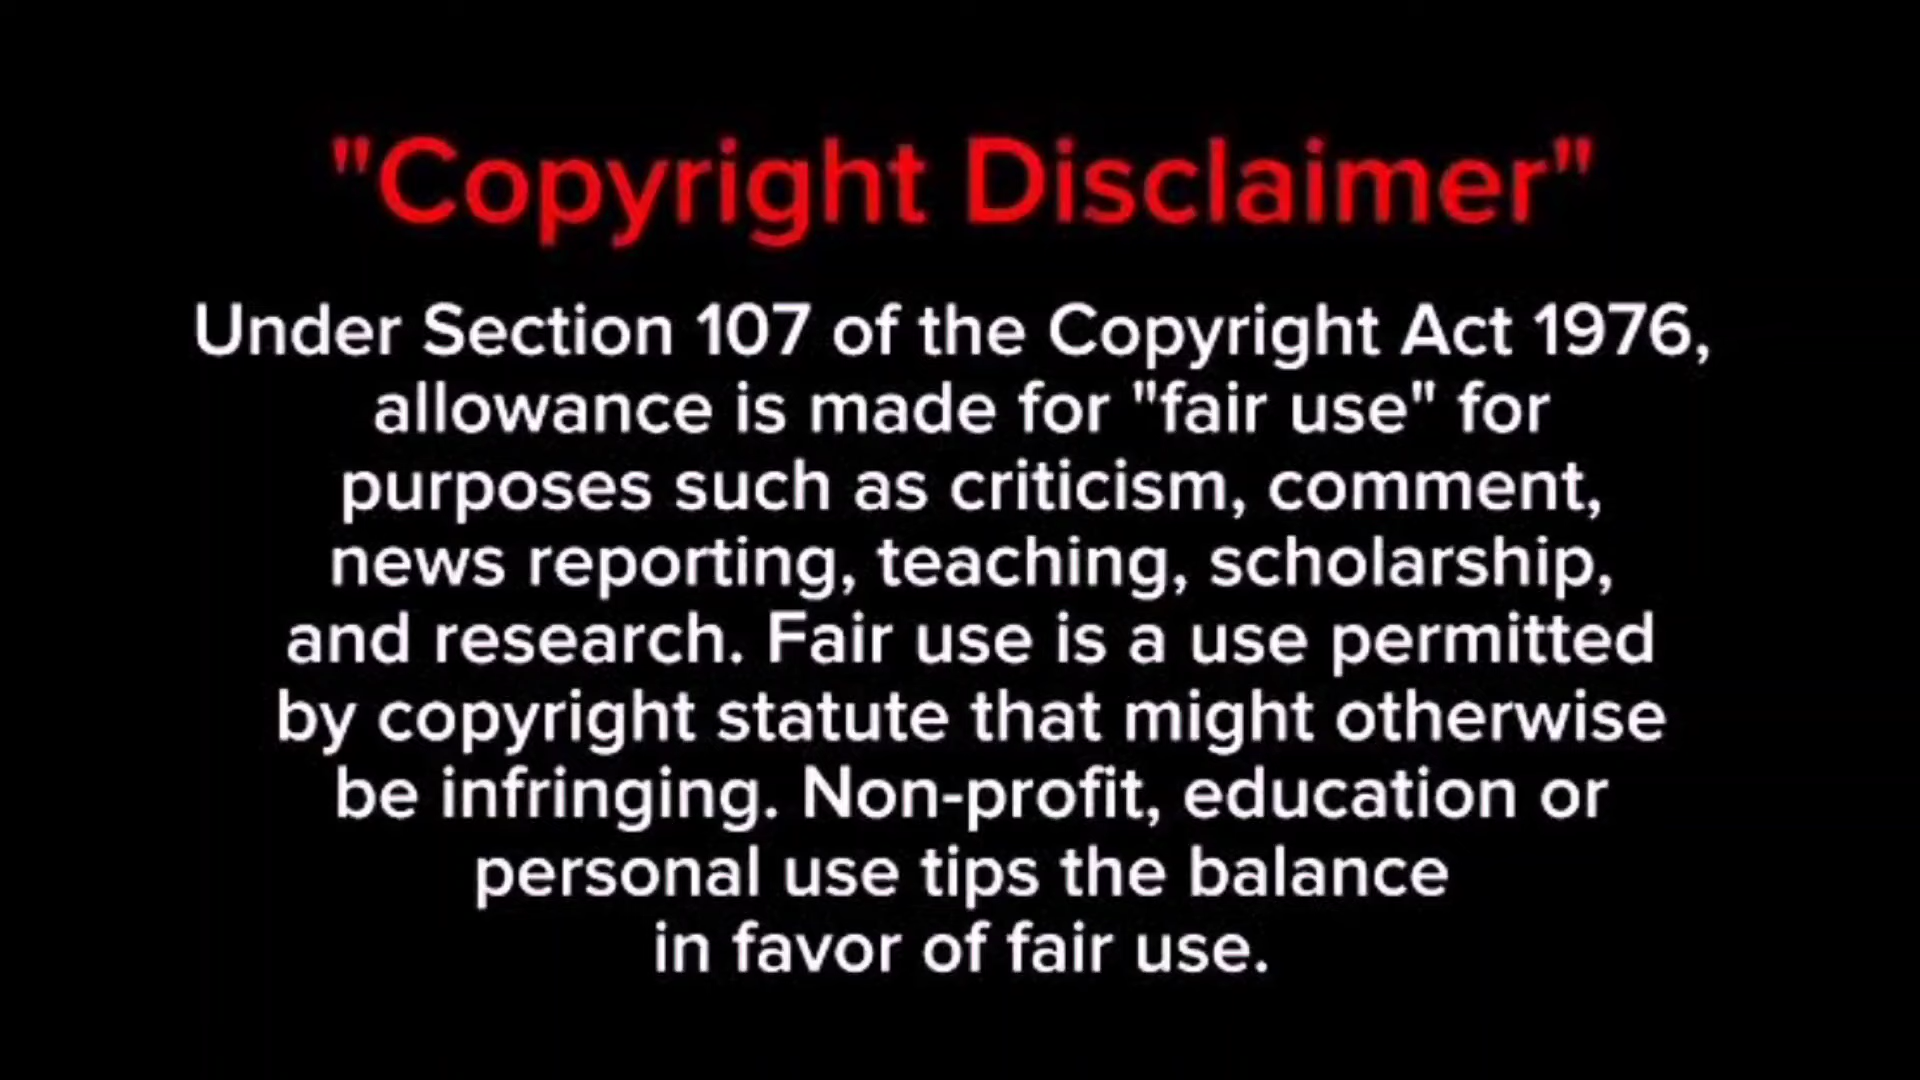 "Copyright Disclaimer"
Under Section 107 of the Copyright Act 1976,
allowance is made for "fair use" for
purposes such as criticism, comment,
news reporting, teaching, scholarship,
and research. Fair use is a use permitted
by copyright statute that might otherwise
be infringing. Non-profit, education or
personal use tips the balance
in favor of fair use.